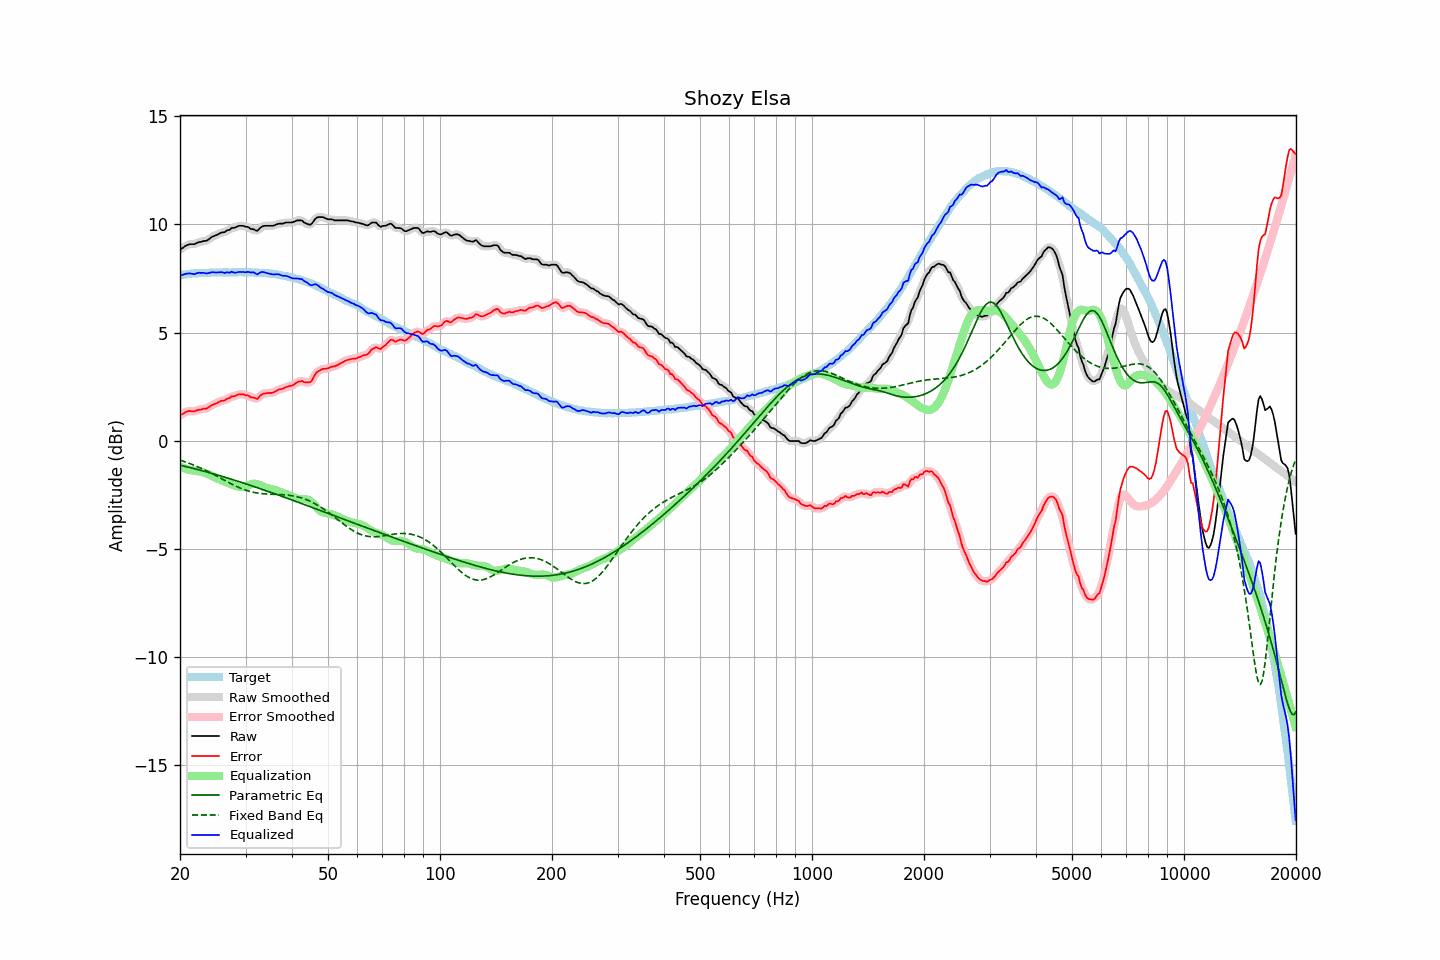 Shozy Elsa
15
10
5
0
−5
−10
−15
Amplitude (dBr)
Target
Raw Smoothed
Error Smoothed
Raw
Error
Equalization
Parametric Eq
Fixed Band Eq
Equalized
20
50
100
200
500
1000
2000
5000
10000
20000
Frequency (Hz)